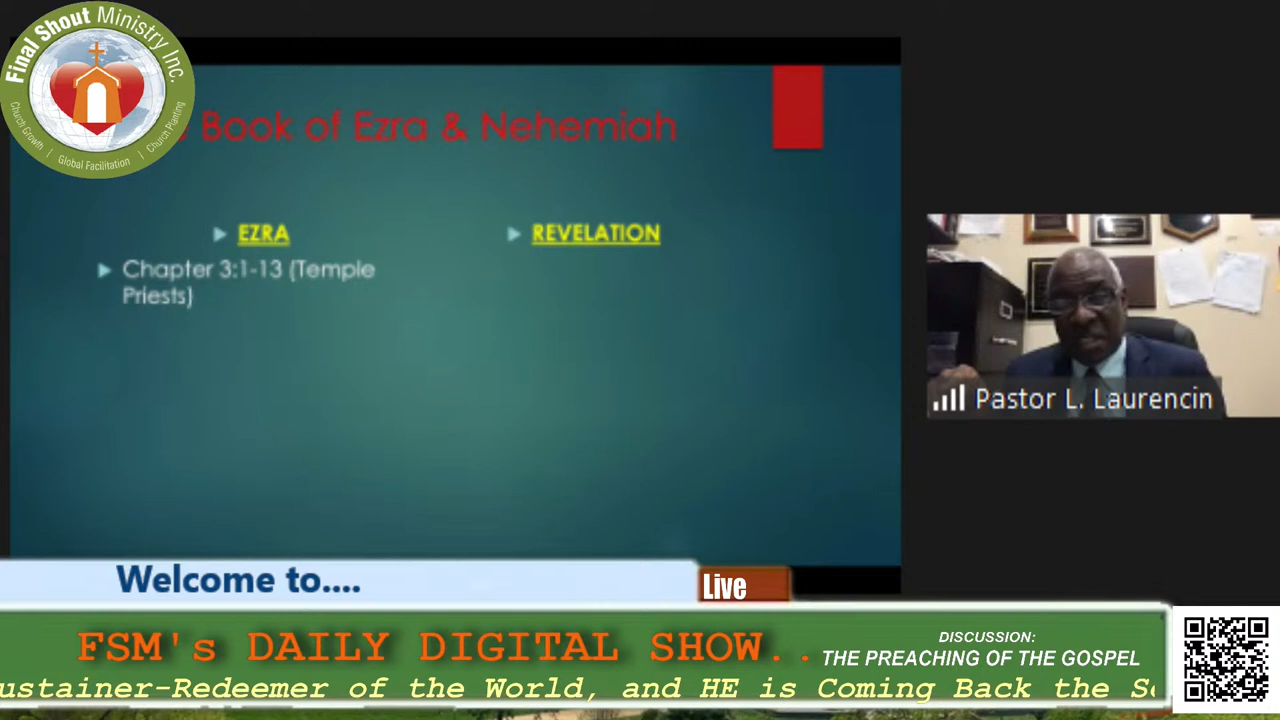 Final Shout Ministry Inc.
Church Growth | Global Facilitation | Church Planting
Book of Ezra & Nehemiah
EZRA
REVELATION
Chapter 3:1-13 (Temple
Priests)
Pastor L. Laurencin
Welcome to....
Live
FSM's DAILY DIGITAL SHOW..
DISCUSSION:
THE PREACHING OF THE GOSPEL
ustainer-Redeemer of the World, and HE is Coming Back the S